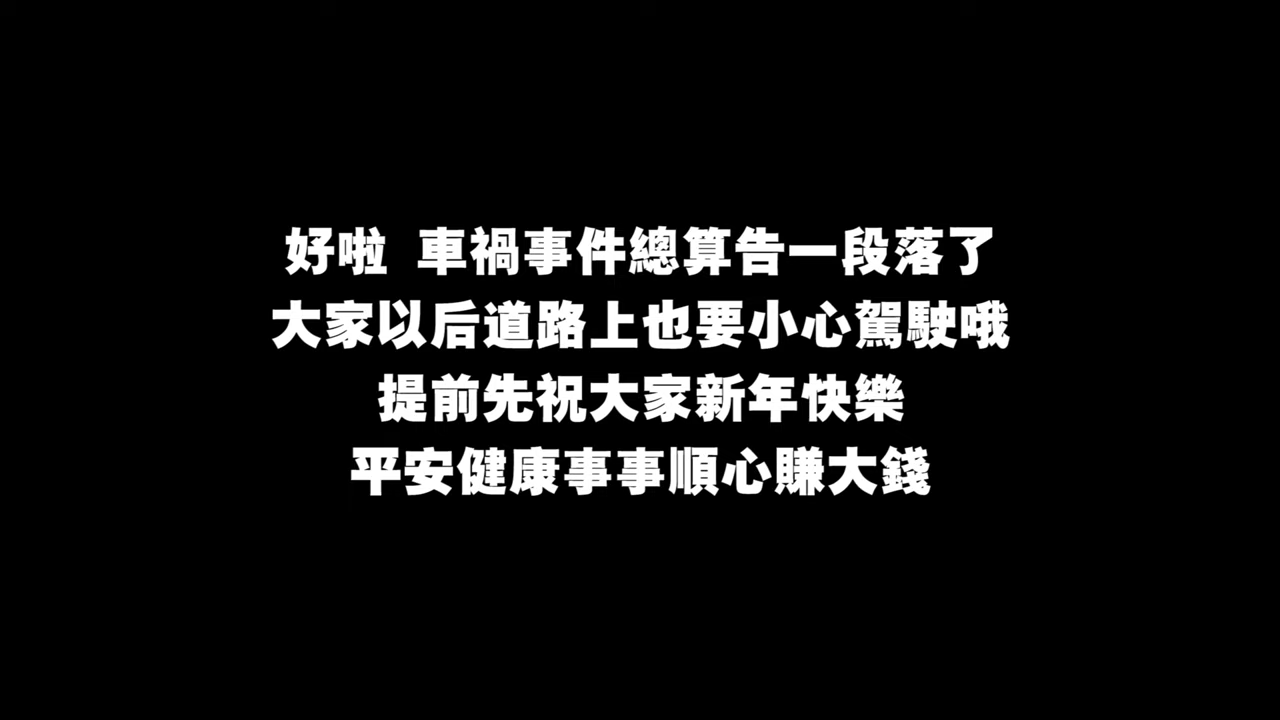 好啦 車禍事件總算告一段落了
大家以后道路上也要小心駕駛哦
提前先祝大家新年快樂
平安健康事事順心賺大錢